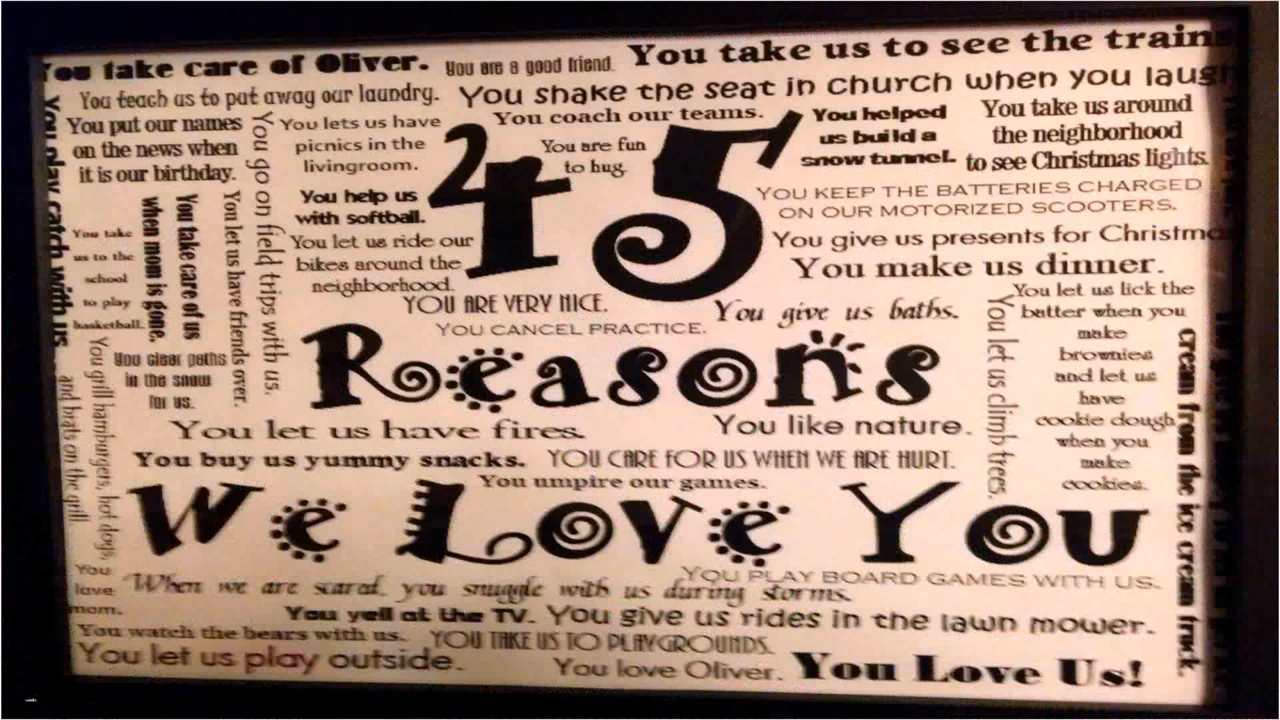 You take care of Oliver.
You are a good friend.
You take us to see the train
You teach us to put away our laundry.
You shake the seat in church when you laugh
You put our names
on the news when
it is our birthday.
You lets us have
picnics in the
livingroom.
You coach our teams.
You are fun
to hug.
45
You helped
us build a
snow tunnel.
You take us around
the neighborhood
to see Christmas lights.
You play catch with us.
You go on field trips with us.
You help us
with softball.
YOU KEEP THE BATTERIES CHARGED
ON OUR MOTORIZED SCOOTERS.
You take
us to the
school
to play
basketball.
when mom is gone.
You take care of us
You let us have friends over.
You let us ride our
bikes around the
neighborhood.
You give us presents for Christma
You make us dinner.
YOU ARE VERY NICE.
You give us baths.
You let us lick the
batter when you
make
brownies
and let us
have
cookie dough
when you
make
cookies.
YOU CANCEL PRACTICE.
Reasons
You let us climb trees.
cream from the ice cream truck.
You clear paths
in the snow
for us.
You grill hamburgers, hot dogs,
and brats on the grill.
You let us have fires.
You like nature.
You buy us yummy snacks.
YOU CARE FOR US WHEN WE ARE HURT.
You umpire our games.
We Love You
You
love
mom.
YOU PLAY BOARD GAMES WITH US.
When we are scared, you snuggle with us during storms.
You yell at the TV.
You give us rides in the lawn mower.
You watch the bears with us.
YOU TAKE US TO PLAYGROUNDS.
You let us play outside.
You love Oliver.
You Love Us!